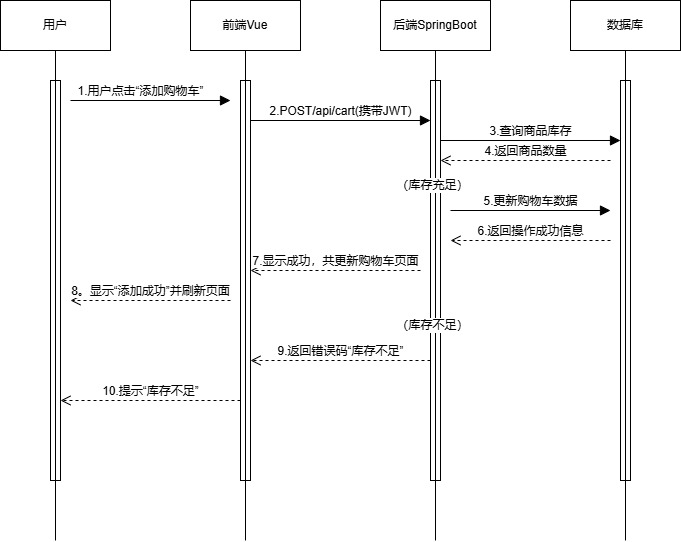 用户
前端Vue
后端SpringBoot
数据库
1.用户点击“添加购物车”
2.POST/api/cart(携带JWT)
3.查询商品库存
4.返回商品数量
（库存充足）
5.更新购物车数据
6.返回操作成功信息
7.显示成功，共更新购物车页面
8。显示“添加成功”并刷新页面
（库存不足）
9.返回错误码“库存不足”
10.提示“库存不足”